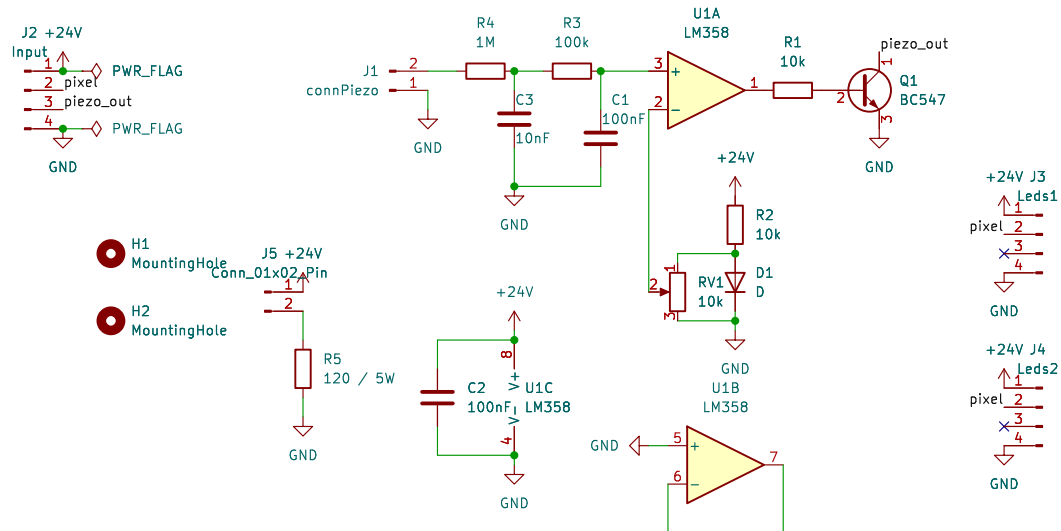 J2 +24V
Input
1
PWR_FLAG
2
pixel
3
piezo_out
4
PWR_FLAG
GND
J1
2
connPiezo
1
GND
R4
1M
R3
100k
C3
10nF
C1
100nF
GND
U1A
LM358
3
+
2
−
1
R1
10k
piezo_out
1
2
Q1
BC547
3
GND
+24V
R2
10k
1
2
RV1
10k
3
D1
D
GND
+24V J3
Leds1
1
pixel
2
3
4
GND
H1
MountingHole
H2
MountingHole
J5 +24V
Conn_01x02_Pin
1
2
R5
120 / 5W
GND
+24V
8
V+
C2
100nF
U1C
LM358
V−
4
GND
U1B
LM358
GND
5
+
6
−
7
+24V J4
Leds2
1
pixel
2
3
4
GND